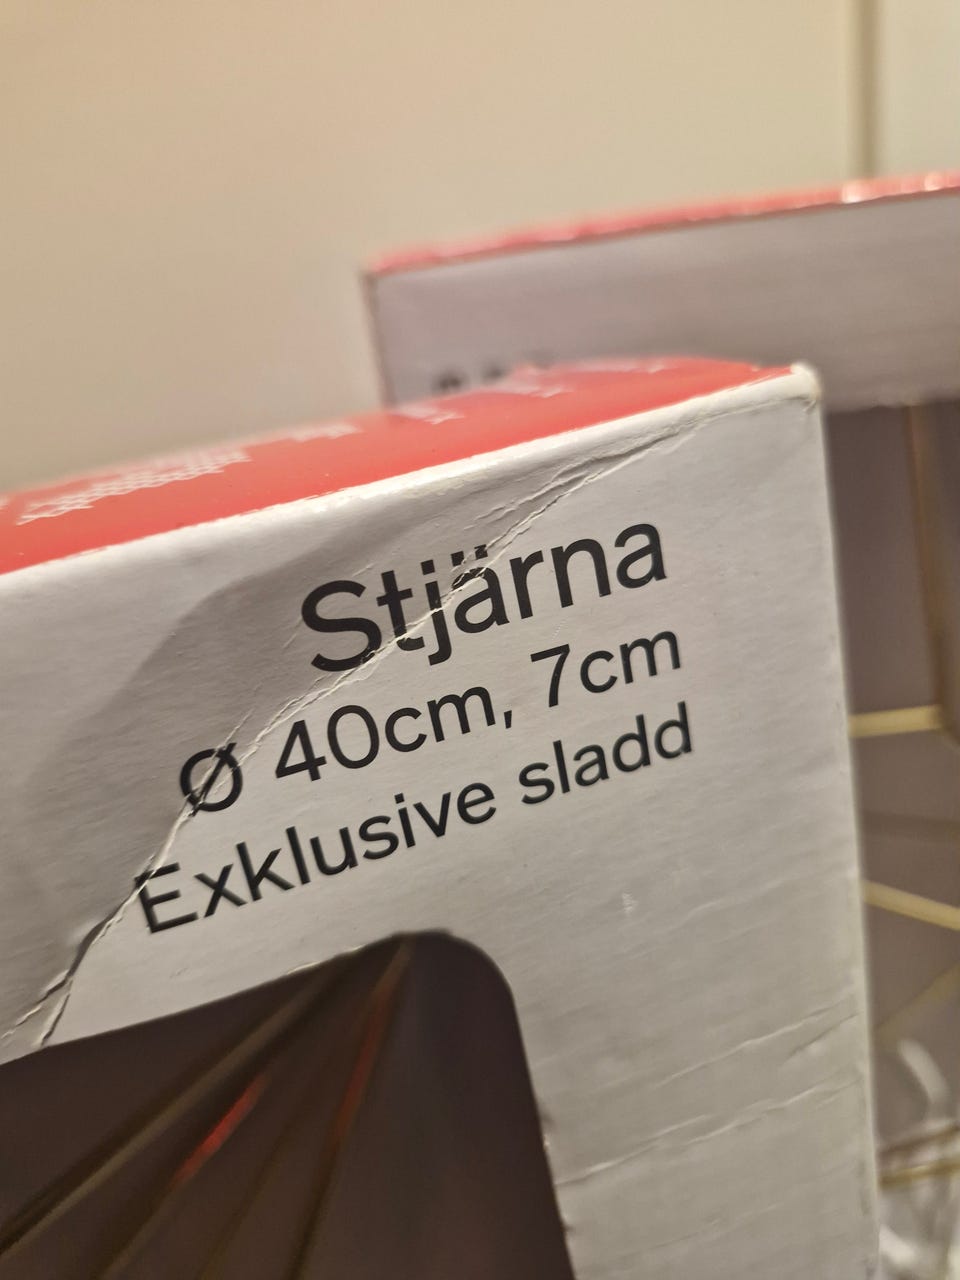 Stjärna
Ø 40cm, 7cm
Exklusive sladd